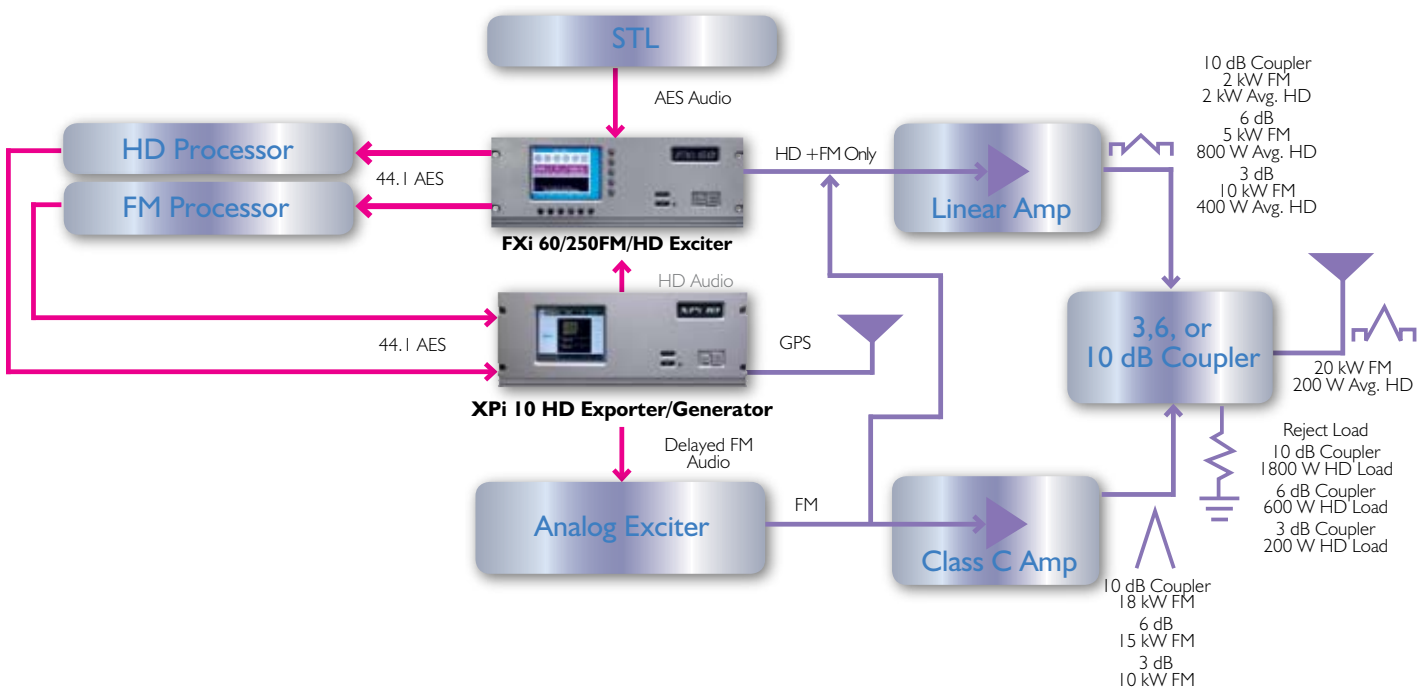 STL
AES Audio
10 dB Coupler
2 kW FM
2 kW Avg. HD
6 dB
5 kW FM
800 W Avg. HD
3 dB
10 kW FM
400 W Avg. HD
HD Processor
44.1 AES
FM Processor
HD +FM Only
Linear Amp
FXi 60/250FM/HD Exciter
HD Audio
XPi 10
44.1 AES
GPS
3,6, or
10 dB Coupler
20 kW FM
200 W Avg. HD
XPi 10 HD Exporter/Generator
Delayed FM
Audio
Reject Load
10 dB Coupler
1800 W HD Load
6 dB Coupler
600 W HD Load
3 dB Coupler
200 W HD Load
Analog Exciter
FM
Class C Amp
10 dB Coupler
18 kW FM
6 dB
15 kW FM
3 dB
10 kW FM